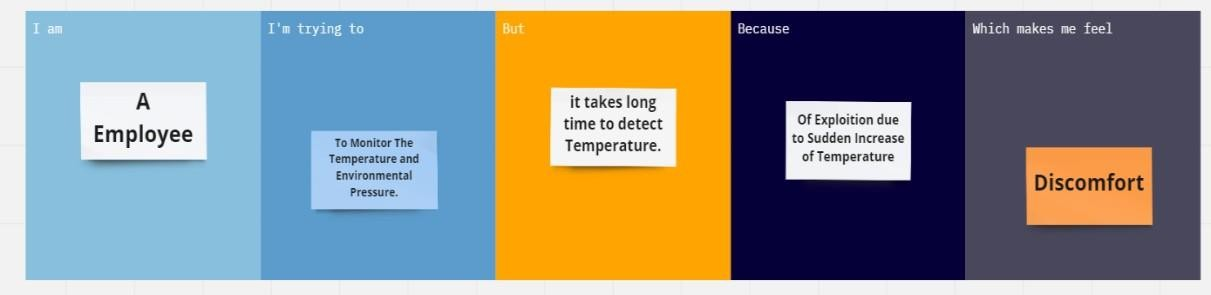 I am
A
Employee
I'm trying to
To Monitor The
Temperature and
Environmental
Pressure.
But
it takes long
time to detect
Temperature.
Because
Of Exploition due
to Sudden Increase
of Temperature
Which makes me feel
Discomfort